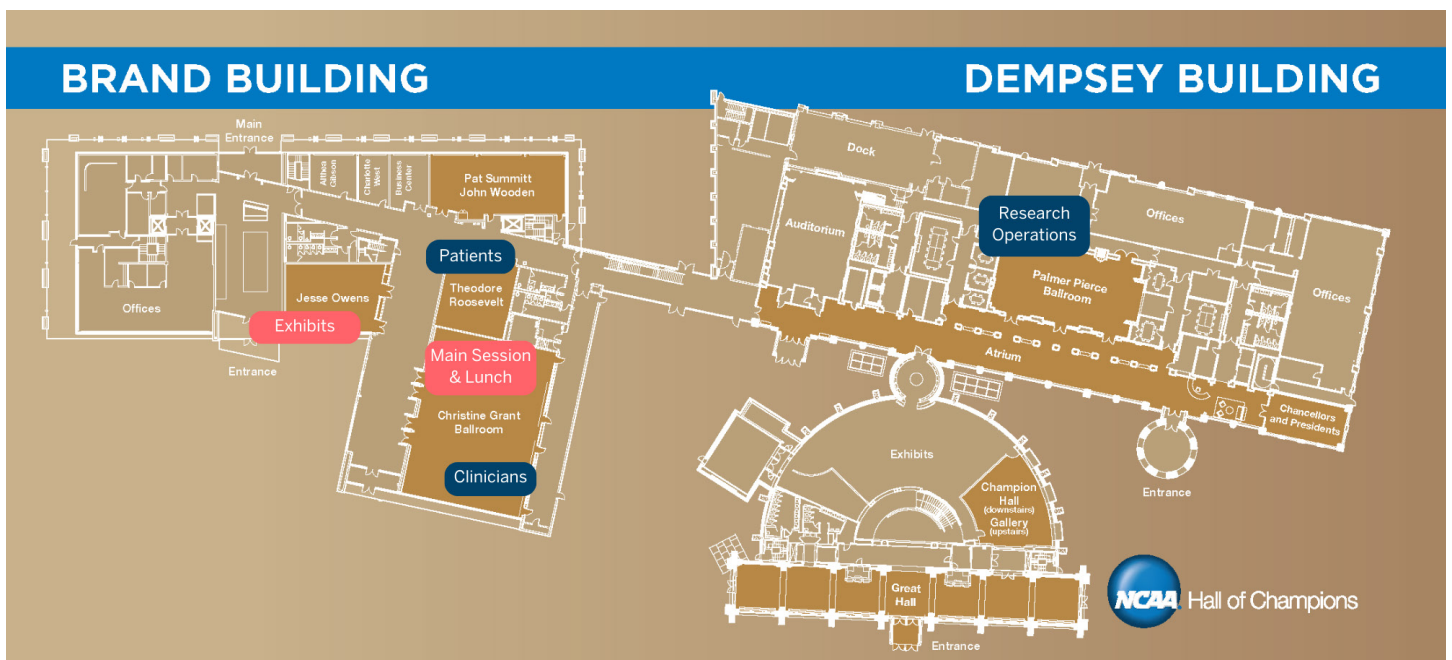 BRAND BUILDING
DEMPSEY BUILDING
Main
Entrance
Althea
Gibson
Charlotte
West
Business
Center
Pat Summitt
John Wooden
Patients
Theodore
Roosevelt
Jesse Owens
Offices
Exhibits
Entrance
Main Session
& Lunch
Christine Grant
Ballroom
Clinicians
Dock
Auditorium
Research
Operations
Offices
Palmer Pierce
Ballroom
Offices
Atrium
Chancellors
and Presidents
Entrance
Exhibits
Champion
Hall
(downstairs)
Gallery
(upstairs)
Great
Hall
Entrance
NCAA Hall of Champions